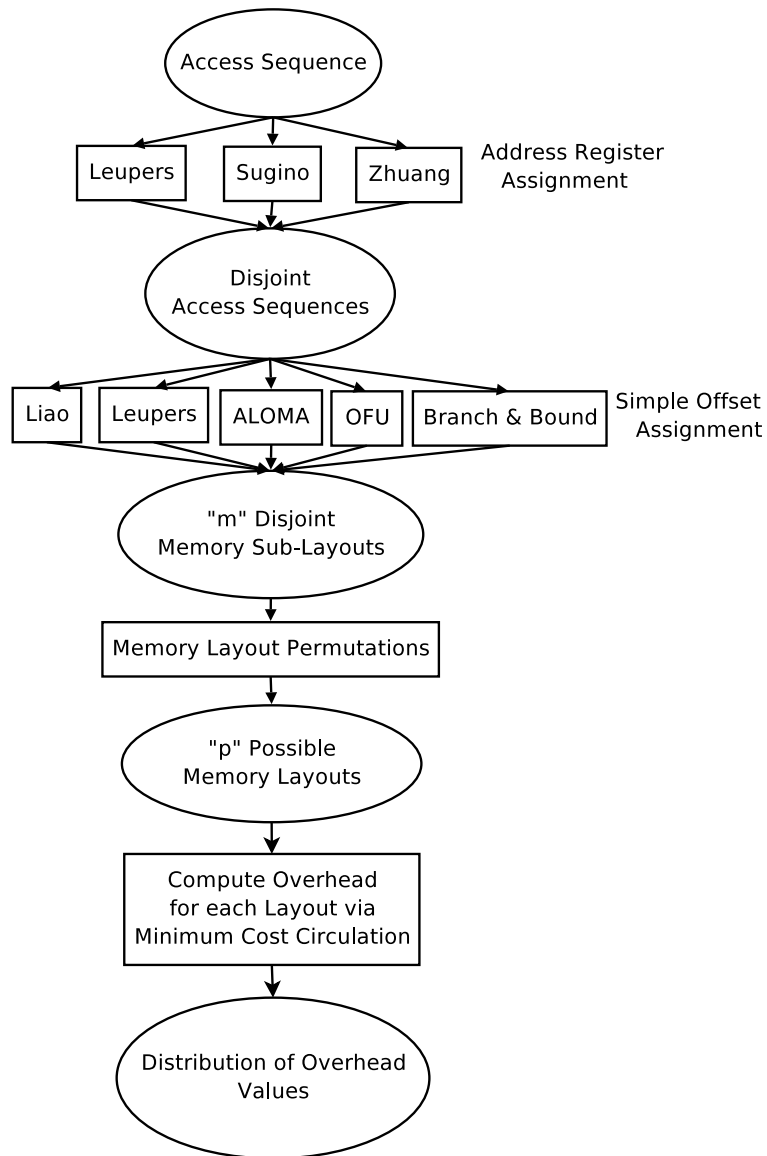 Access Sequence
Leupers
Sugino
Zhuang
Address Register
Assignment
Disjoint
Access Sequences
Liao
Leupers
ALOMA
OFU
Branch & Bound
Simple Offset
Assignment
"m" Disjoint
Memory Sub-Layouts
Memory Layout Permutations
"p" Possible
Memory Layouts
Compute Overhead
for each Layout via
Minimum Cost Circulation
Distribution of Overhead
Values